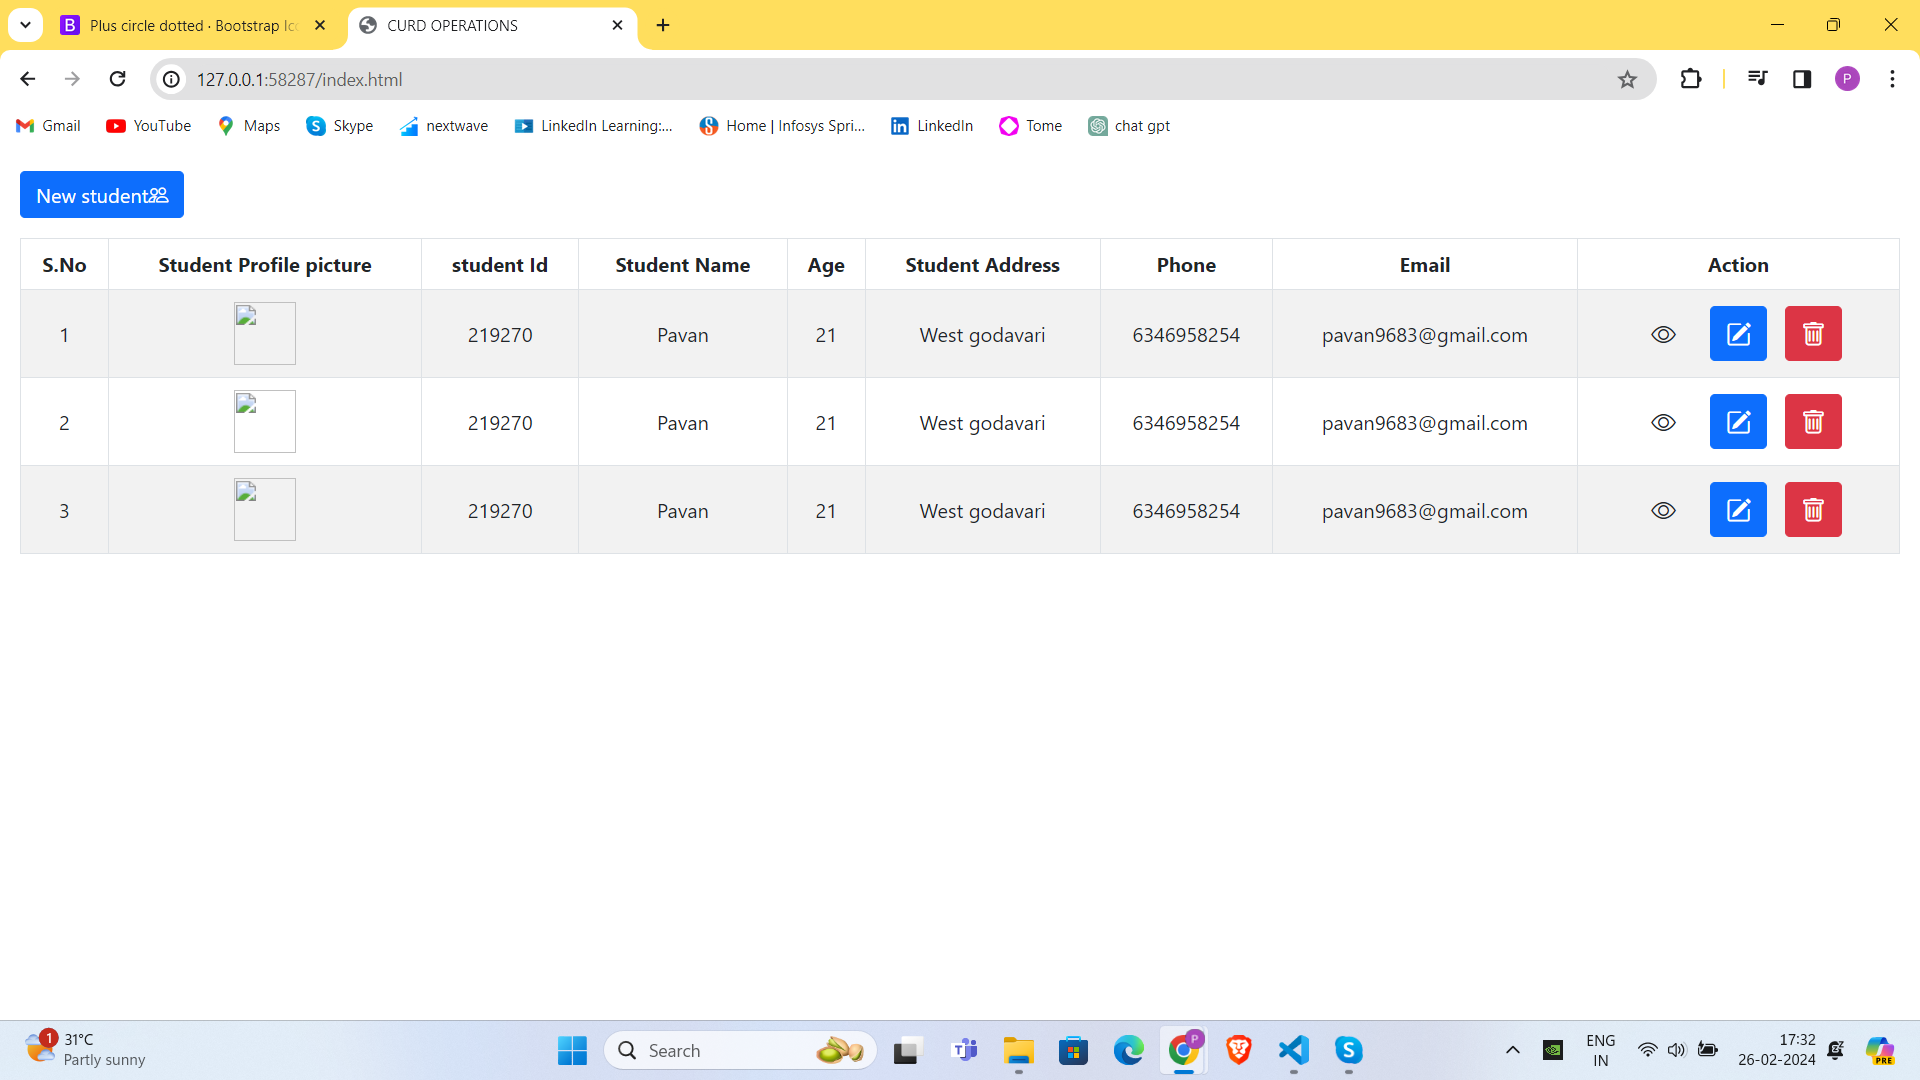 Plus circle dotted · Bootstrap Ic
CURD OPERATIONS
127.0.0.1:58287/index.html
P
Gmail
YouTube
Maps
Skype
nextwave
LinkedIn Learning:...
Home | Infosys Spri...
LinkedIn
Tome
chat gpt
New student
S.No Student Profile picture student Id Student Name Age Student Address Phone Email Action
1 219270 Pavan 21 West godavari 6346958254 pavan9683@gmail.com
2 219270 Pavan 21 West godavari 6346958254 pavan9683@gmail.com
3 219270 Pavan 21 West godavari 6346958254 pavan9683@gmail.com
1
31°C
Partly sunny
Search
P
ENG
IN
17:32
26-02-2024
PRE